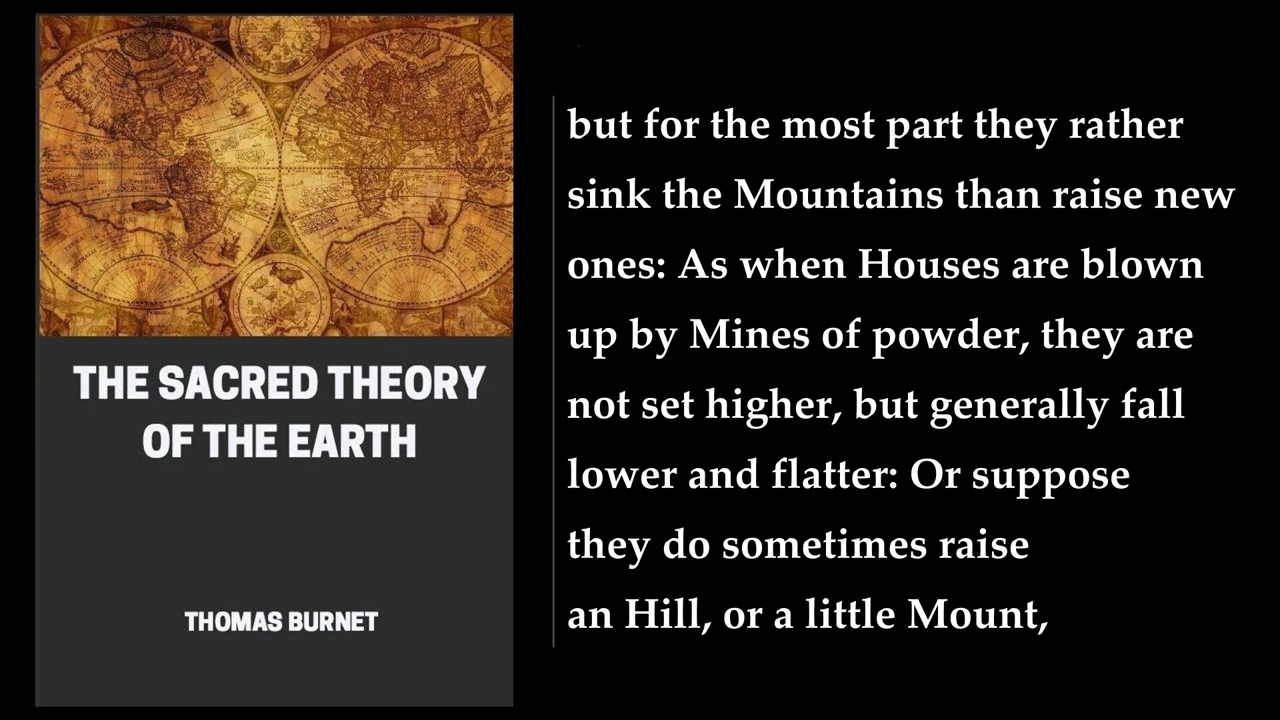 THE SACRED THEORY
OF THE EARTH
THOMAS BURNET
but for the most part they rather
sink the Mountains than raise new
ones: As when Houses are blown
up by Mines of powder, they are
not set higher, but generally fall
lower and flatter: Or suppose
they do sometimes raise
an Hill, or a little Mount,